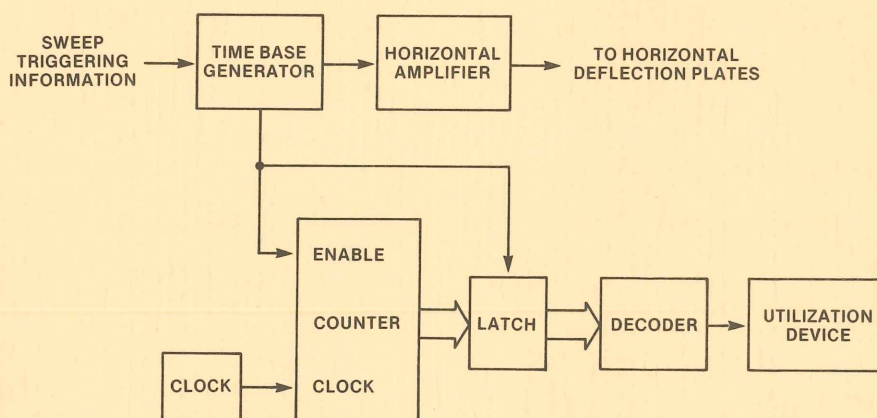 SWEEP
TRIGGERING
INFORMATION
TIME BASE
GENERATOR
HORIZONTAL
AMPLIFIER
TO HORIZONTAL
DEFLECTION PLATES
ENABLE
COUNTER
CLOCK
CLOCK
LATCH
DECODER
UTILIZATION
DEVICE